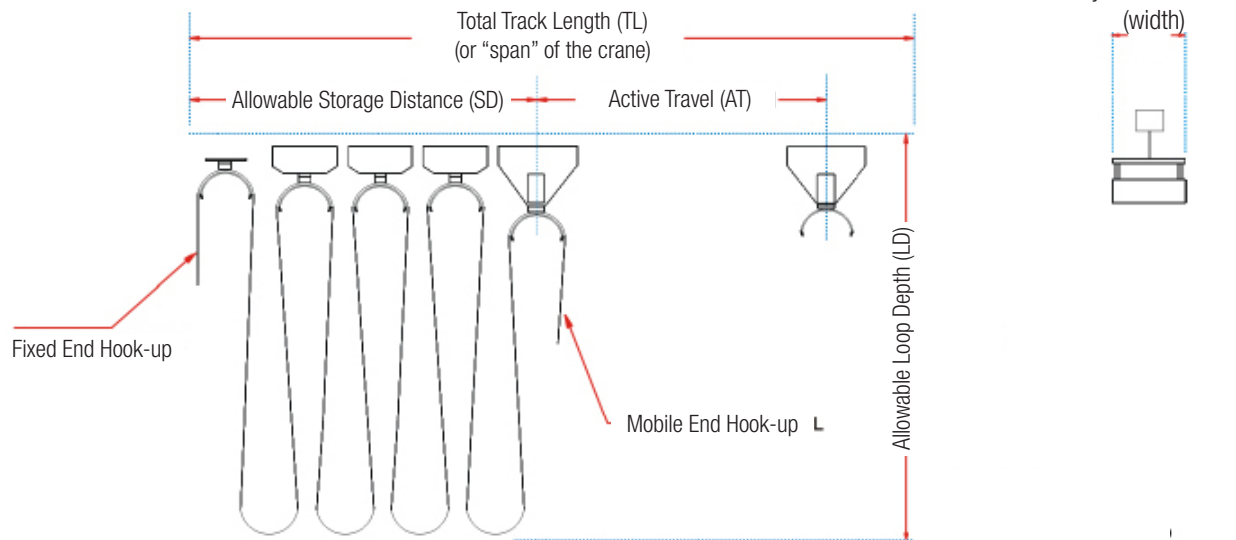 Total Track Length (TL)
(or “span” of the crane)
(width)
Allowable Storage Distance (SD)
Active Travel (AT)
Allowable Loop Depth (LD)
Fixed End Hook-up
Mobile End Hook-up L